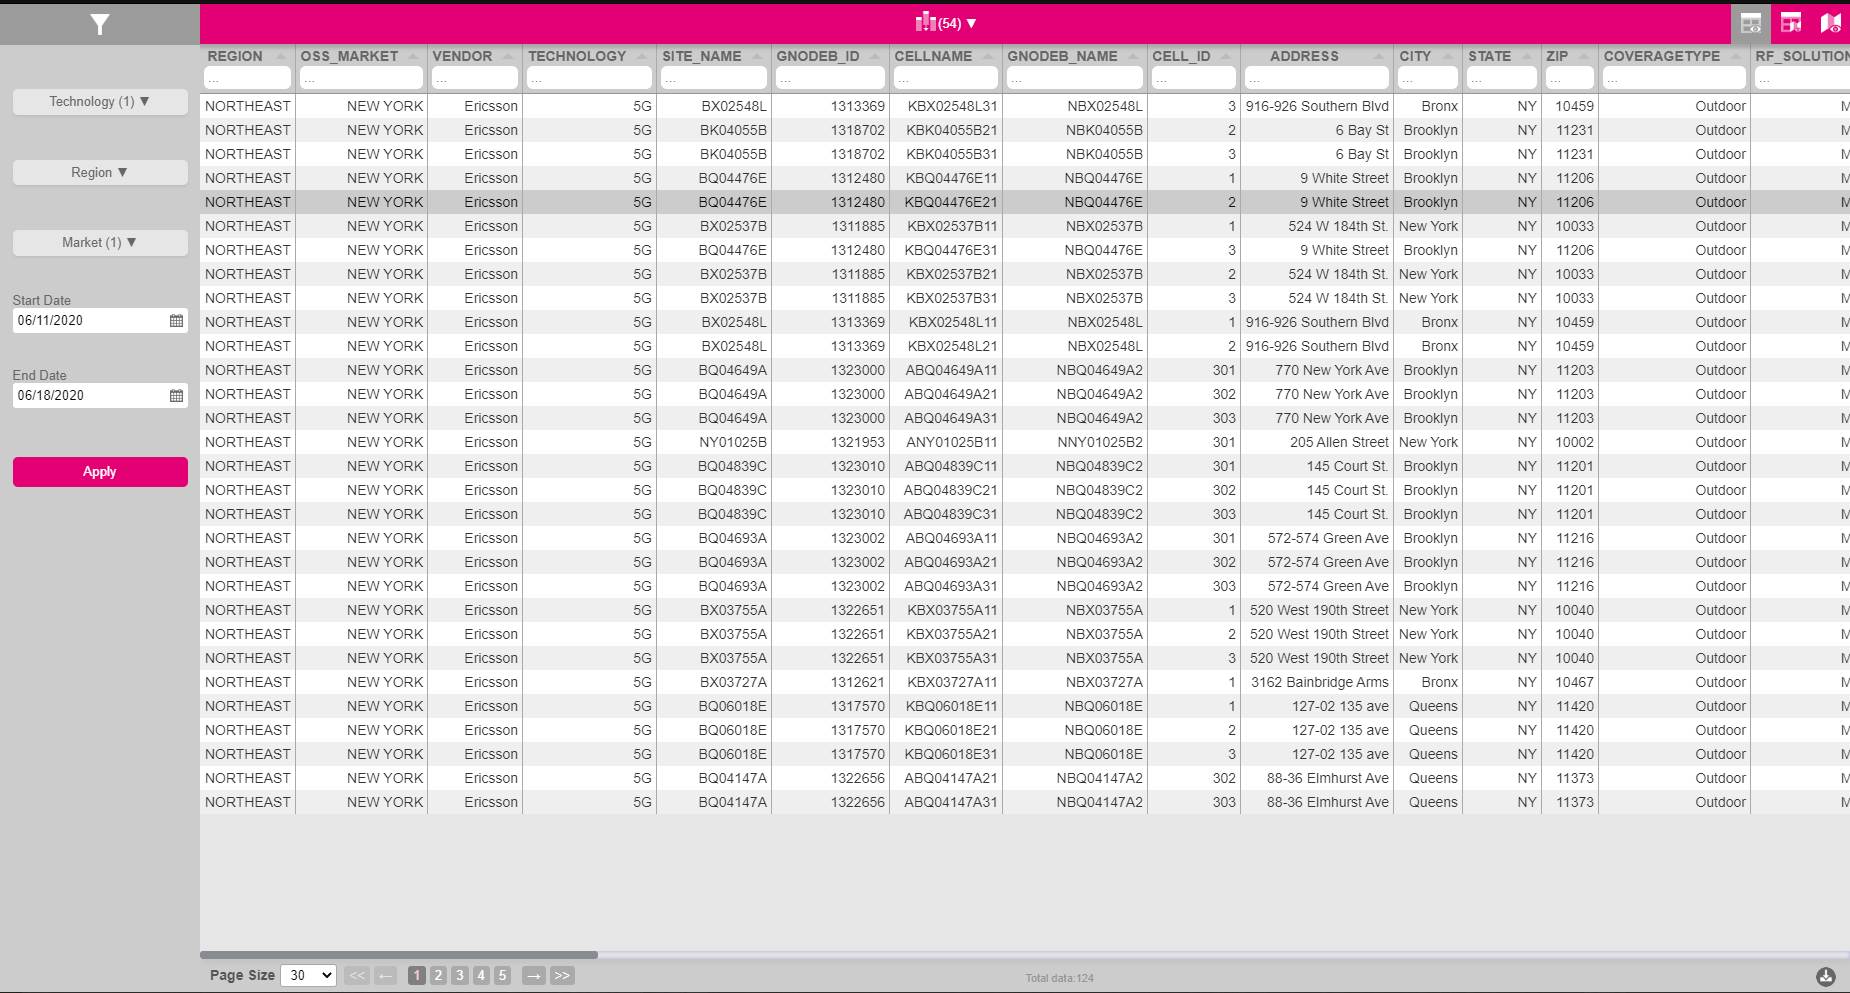 (54) ▼
REGION OSS_MARKET VENDOR TECHNOLOGY SITE_NAME GNODEB_ID CELLNAME GNODEB_NAME CELL_ID ADDRESS CITY STATE ZIP COVERAGETYPE RF_SOLUTION
... ... ... ... ... ... ... ... ... ... ... ... ... ... ...
Technology (1) ▼
Region ▼
Market (1) ▼
Start Date
06/11/2020
End Date
06/18/2020
Apply
NORTHEAST NEW YORK Ericsson 5G BX02548L 1313369 KBX02548L31 NBX02548L 3 916-926 Southern Blvd Bronx NY 10459 Outdoor M
NORTHEAST NEW YORK Ericsson 5G BK04055B 1318702 KBK04055B21 NBK04055B 2 6 Bay St Brooklyn NY 11231 Outdoor M
NORTHEAST NEW YORK Ericsson 5G BK04055B 1318702 KBK04055B31 NBK04055B 3 6 Bay St Brooklyn NY 11231 Outdoor M
NORTHEAST NEW YORK Ericsson 5G BQ04476E 1312480 KBQ04476E11 NBQ04476E 1 9 White Street Brooklyn NY 11206 Outdoor M
NORTHEAST NEW YORK Ericsson 5G BQ04476E 1312480 KBQ04476E21 NBQ04476E 2 9 White Street Brooklyn NY 11206 Outdoor M
NORTHEAST NEW YORK Ericsson 5G BX02537B 1311885 KBX02537B11 NBX02537B 1 524 W 184th St. New York NY 10033 Outdoor M
NORTHEAST NEW YORK Ericsson 5G BQ04476E 1312480 KBQ04476E31 NBQ04476E 3 9 White Street Brooklyn NY 11206 Outdoor M
NORTHEAST NEW YORK Ericsson 5G BX02537B 1311885 KBX02537B21 NBX02537B 2 524 W 184th St. New York NY 10033 Outdoor M
NORTHEAST NEW YORK Ericsson 5G BX02537B 1311885 KBX02537B31 NBX02537B 3 524 W 184th St. New York NY 10033 Outdoor M
NORTHEAST NEW YORK Ericsson 5G BX02548L 1313369 KBX02548L11 NBX02548L 1 916-926 Southern Blvd Bronx NY 10459 Outdoor M
NORTHEAST NEW YORK Ericsson 5G BX02548L 1313369 KBX02548L21 NBX02548L 2 916-926 Southern Blvd Bronx NY 10459 Outdoor M
NORTHEAST NEW YORK Ericsson 5G BQ04649A 1323000 ABQ04649A11 NBQ04649A2 301 770 New York Ave Brooklyn NY 11203 Outdoor M
NORTHEAST NEW YORK Ericsson 5G BQ04649A 1323000 ABQ04649A21 NBQ04649A2 302 770 New York Ave Brooklyn NY 11203 Outdoor M
NORTHEAST NEW YORK Ericsson 5G BQ04649A 1323000 ABQ04649A31 NBQ04649A2 303 770 New York Ave Brooklyn NY 11203 Outdoor M
NORTHEAST NEW YORK Ericsson 5G NY01025B 1321953 ANY01025B11 NNY01025B2 301 205 Allen Street New York NY 10002 Outdoor M
NORTHEAST NEW YORK Ericsson 5G BQ04839C 1323010 ABQ04839C11 NBQ04839C2 301 145 Court St. Brooklyn NY 11201 Outdoor M
NORTHEAST NEW YORK Ericsson 5G BQ04839C 1323010 ABQ04839C21 NBQ04839C2 302 145 Court St. Brooklyn NY 11201 Outdoor M
NORTHEAST NEW YORK Ericsson 5G BQ04839C 1323010 ABQ04839C31 NBQ04839C2 303 145 Court St. Brooklyn NY 11201 Outdoor M
NORTHEAST NEW YORK Ericsson 5G BQ04693A 1323002 ABQ04693A11 NBQ04693A2 301 572-574 Green Ave Brooklyn NY 11216 Outdoor M
NORTHEAST NEW YORK Ericsson 5G BQ04693A 1323002 ABQ04693A21 NBQ04693A2 302 572-574 Green Ave Brooklyn NY 11216 Outdoor M
NORTHEAST NEW YORK Ericsson 5G BQ04693A 1323002 ABQ04693A31 NBQ04693A2 303 572-574 Green Ave Brooklyn NY 11216 Outdoor M
NORTHEAST NEW YORK Ericsson 5G BX03755A 1322651 KBX03755A11 NBX03755A 1 520 West 190th Street New York NY 10040 Outdoor M
NORTHEAST NEW YORK Ericsson 5G BX03755A 1322651 KBX03755A21 NBX03755A 2 520 West 190th Street New York NY 10040 Outdoor M
NORTHEAST NEW YORK Ericsson 5G BX03755A 1322651 KBX03755A31 NBX03755A 3 520 West 190th Street New York NY 10040 Outdoor M
NORTHEAST NEW YORK Ericsson 5G BX03727A 1312621 KBX03727A11 NBX03727A 1 3162 Bainbridge Arms Bronx NY 10467 Outdoor M
NORTHEAST NEW YORK Ericsson 5G BQ06018E 1317570 KBQ06018E11 NBQ06018E 1 127-02 135 ave Queens NY 11420 Outdoor M
NORTHEAST NEW YORK Ericsson 5G BQ06018E 1317570 KBQ06018E21 NBQ06018E 2 127-02 135 ave Queens NY 11420 Outdoor M
NORTHEAST NEW YORK Ericsson 5G BQ06018E 1317570 KBQ06018E31 NBQ06018E 3 127-02 135 ave Queens NY 11420 Outdoor M
NORTHEAST NEW YORK Ericsson 5G BQ04147A 1322656 ABQ04147A21 NBQ04147A2 302 88-36 Elmhurst Ave Queens NY 11373 Outdoor M
NORTHEAST NEW YORK Ericsson 5G BQ04147A 1322656 ABQ04147A31 NBQ04147A2 303 88-36 Elmhurst Ave Queens NY 11373 Outdoor M
Page Size 30 << ← 1 2 3 4 5 → >> Total data:124